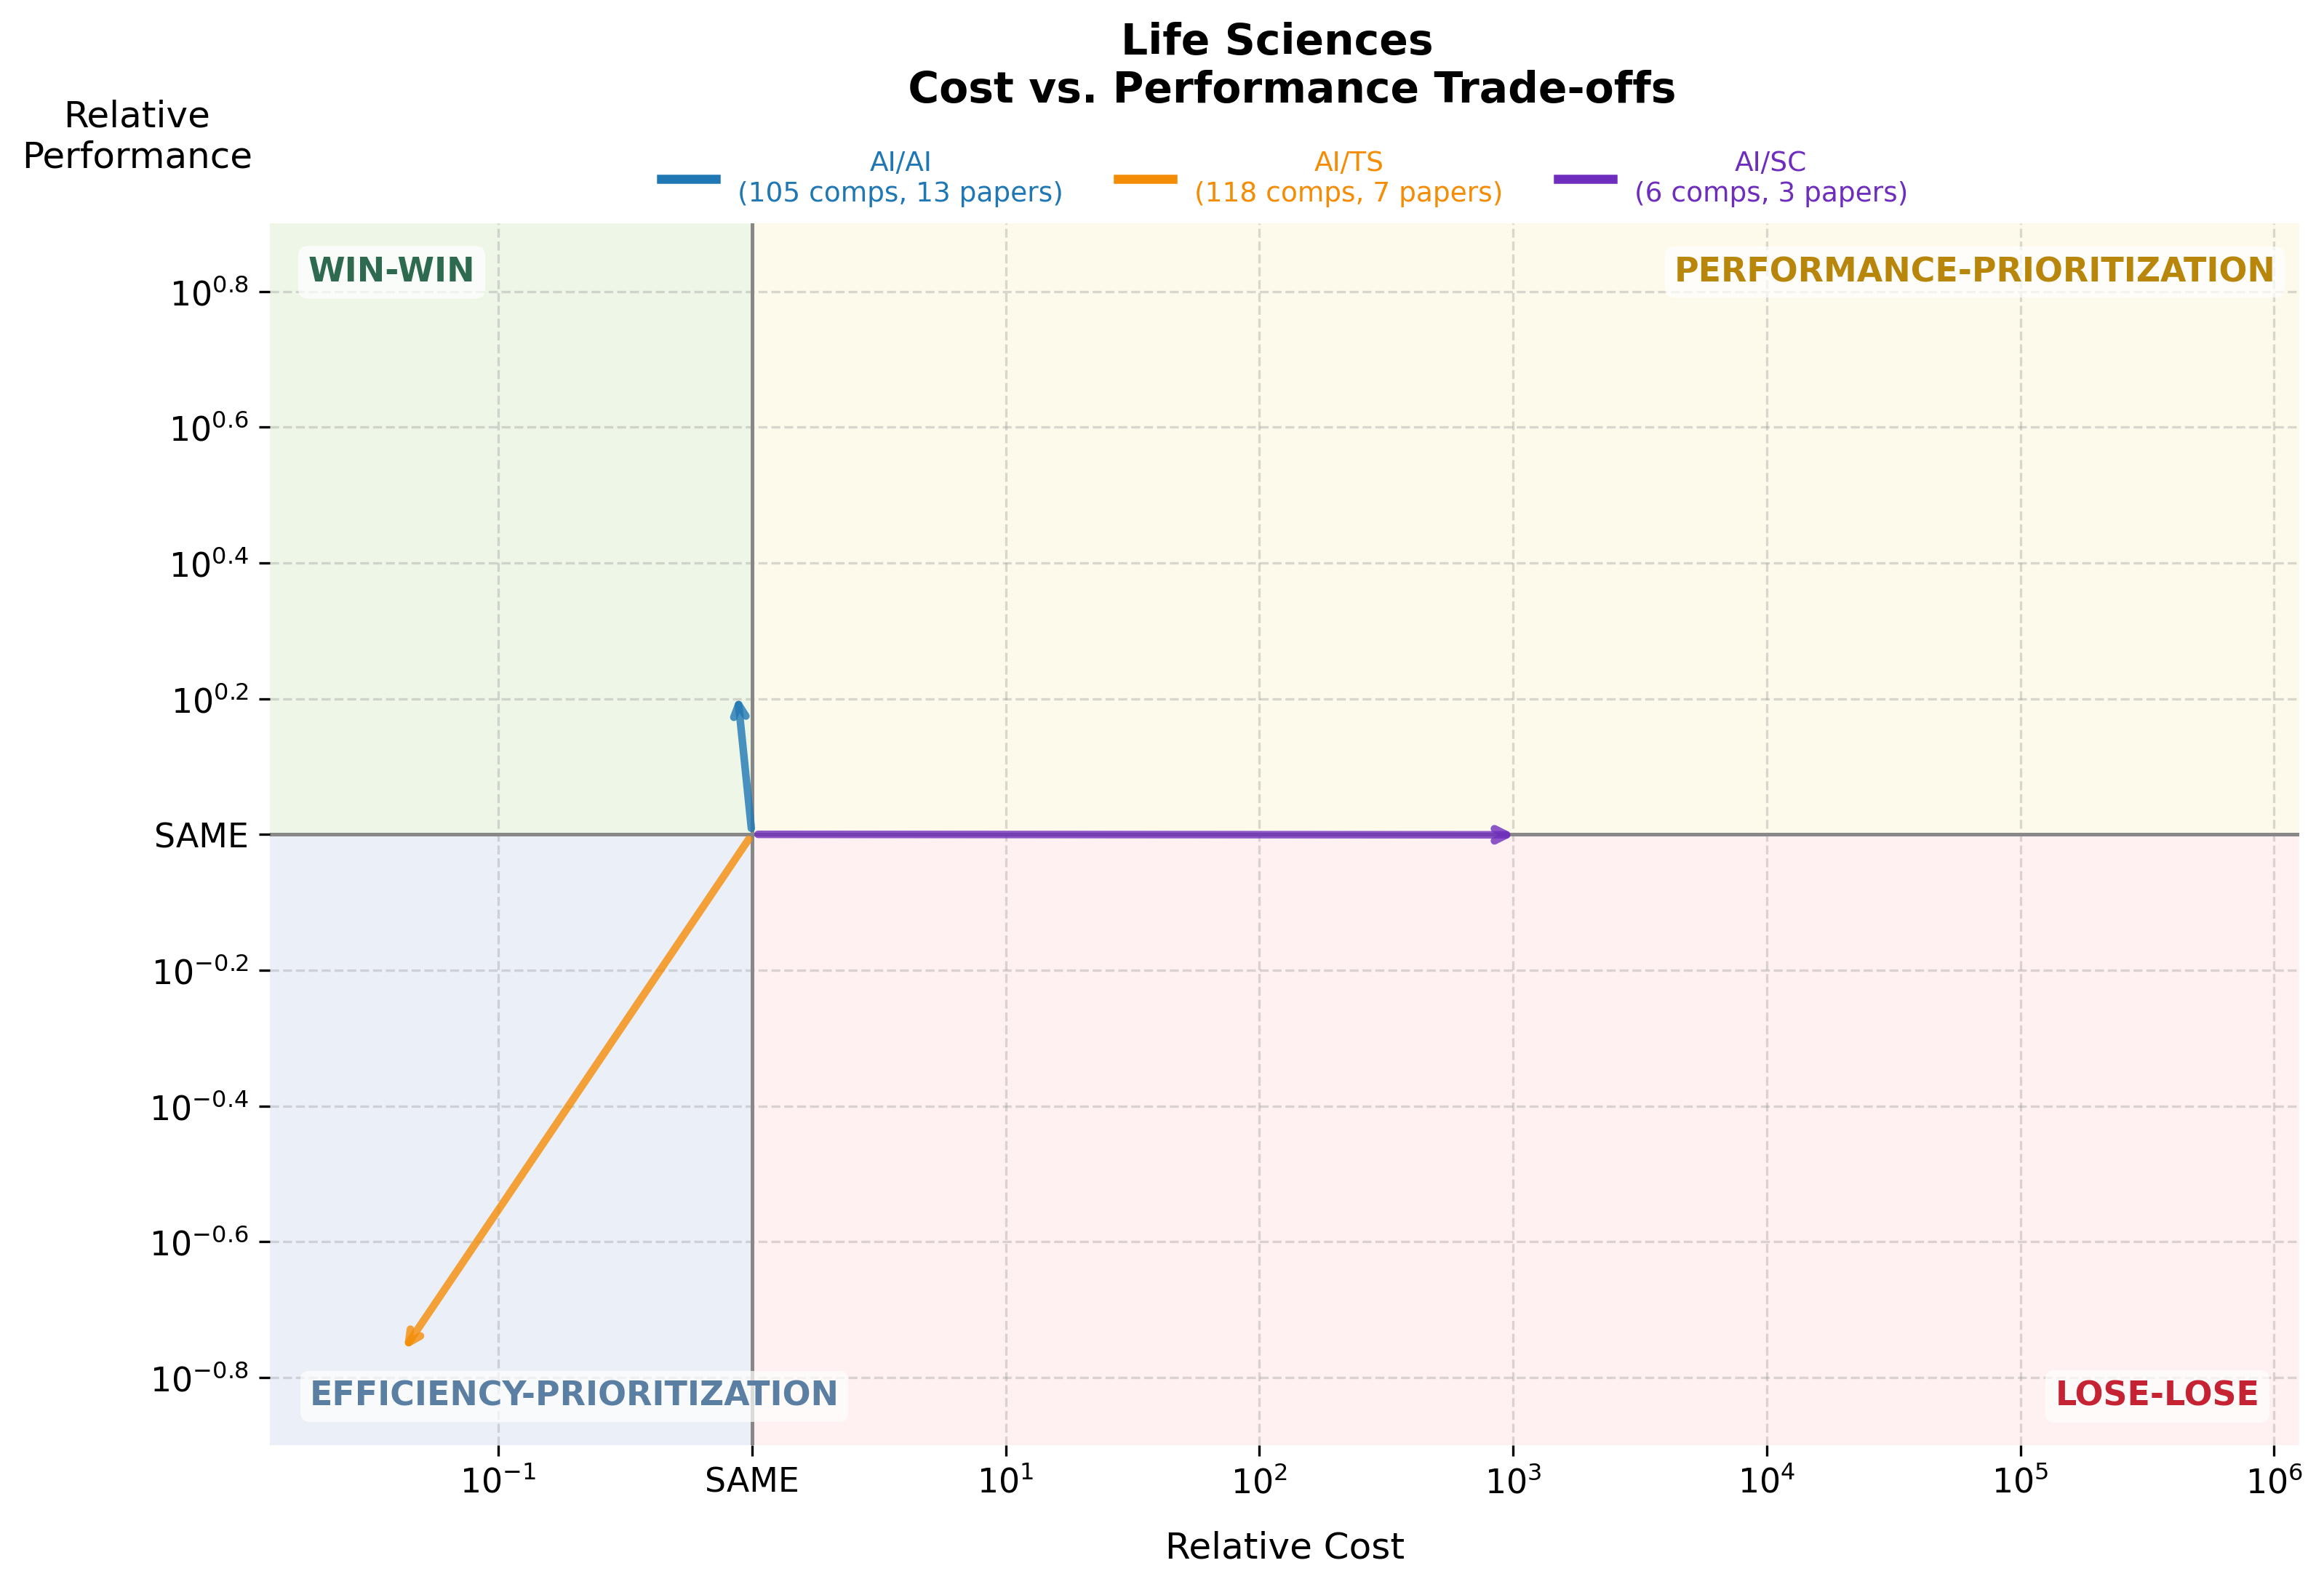 Life Sciences
Cost vs. Performance Trade-offs
Relative
Performance
AI/AI
(105 comps, 13 papers)
AI/TS
(118 comps, 7 papers)
AI/SC
(6 comps, 3 papers)
WIN-WIN
PERFORMANCE-PRIORITIZATION
10^0.8
10^0.6
10^0.4
10^0.2
SAME
10^−0.2
10^−0.4
10^−0.6
10^−0.8
EFFICIENCY-PRIORITIZATION
LOSE-LOSE
10^−1
SAME
10^1
10^2
10^3
10^4
10^5
10^6
Relative Cost